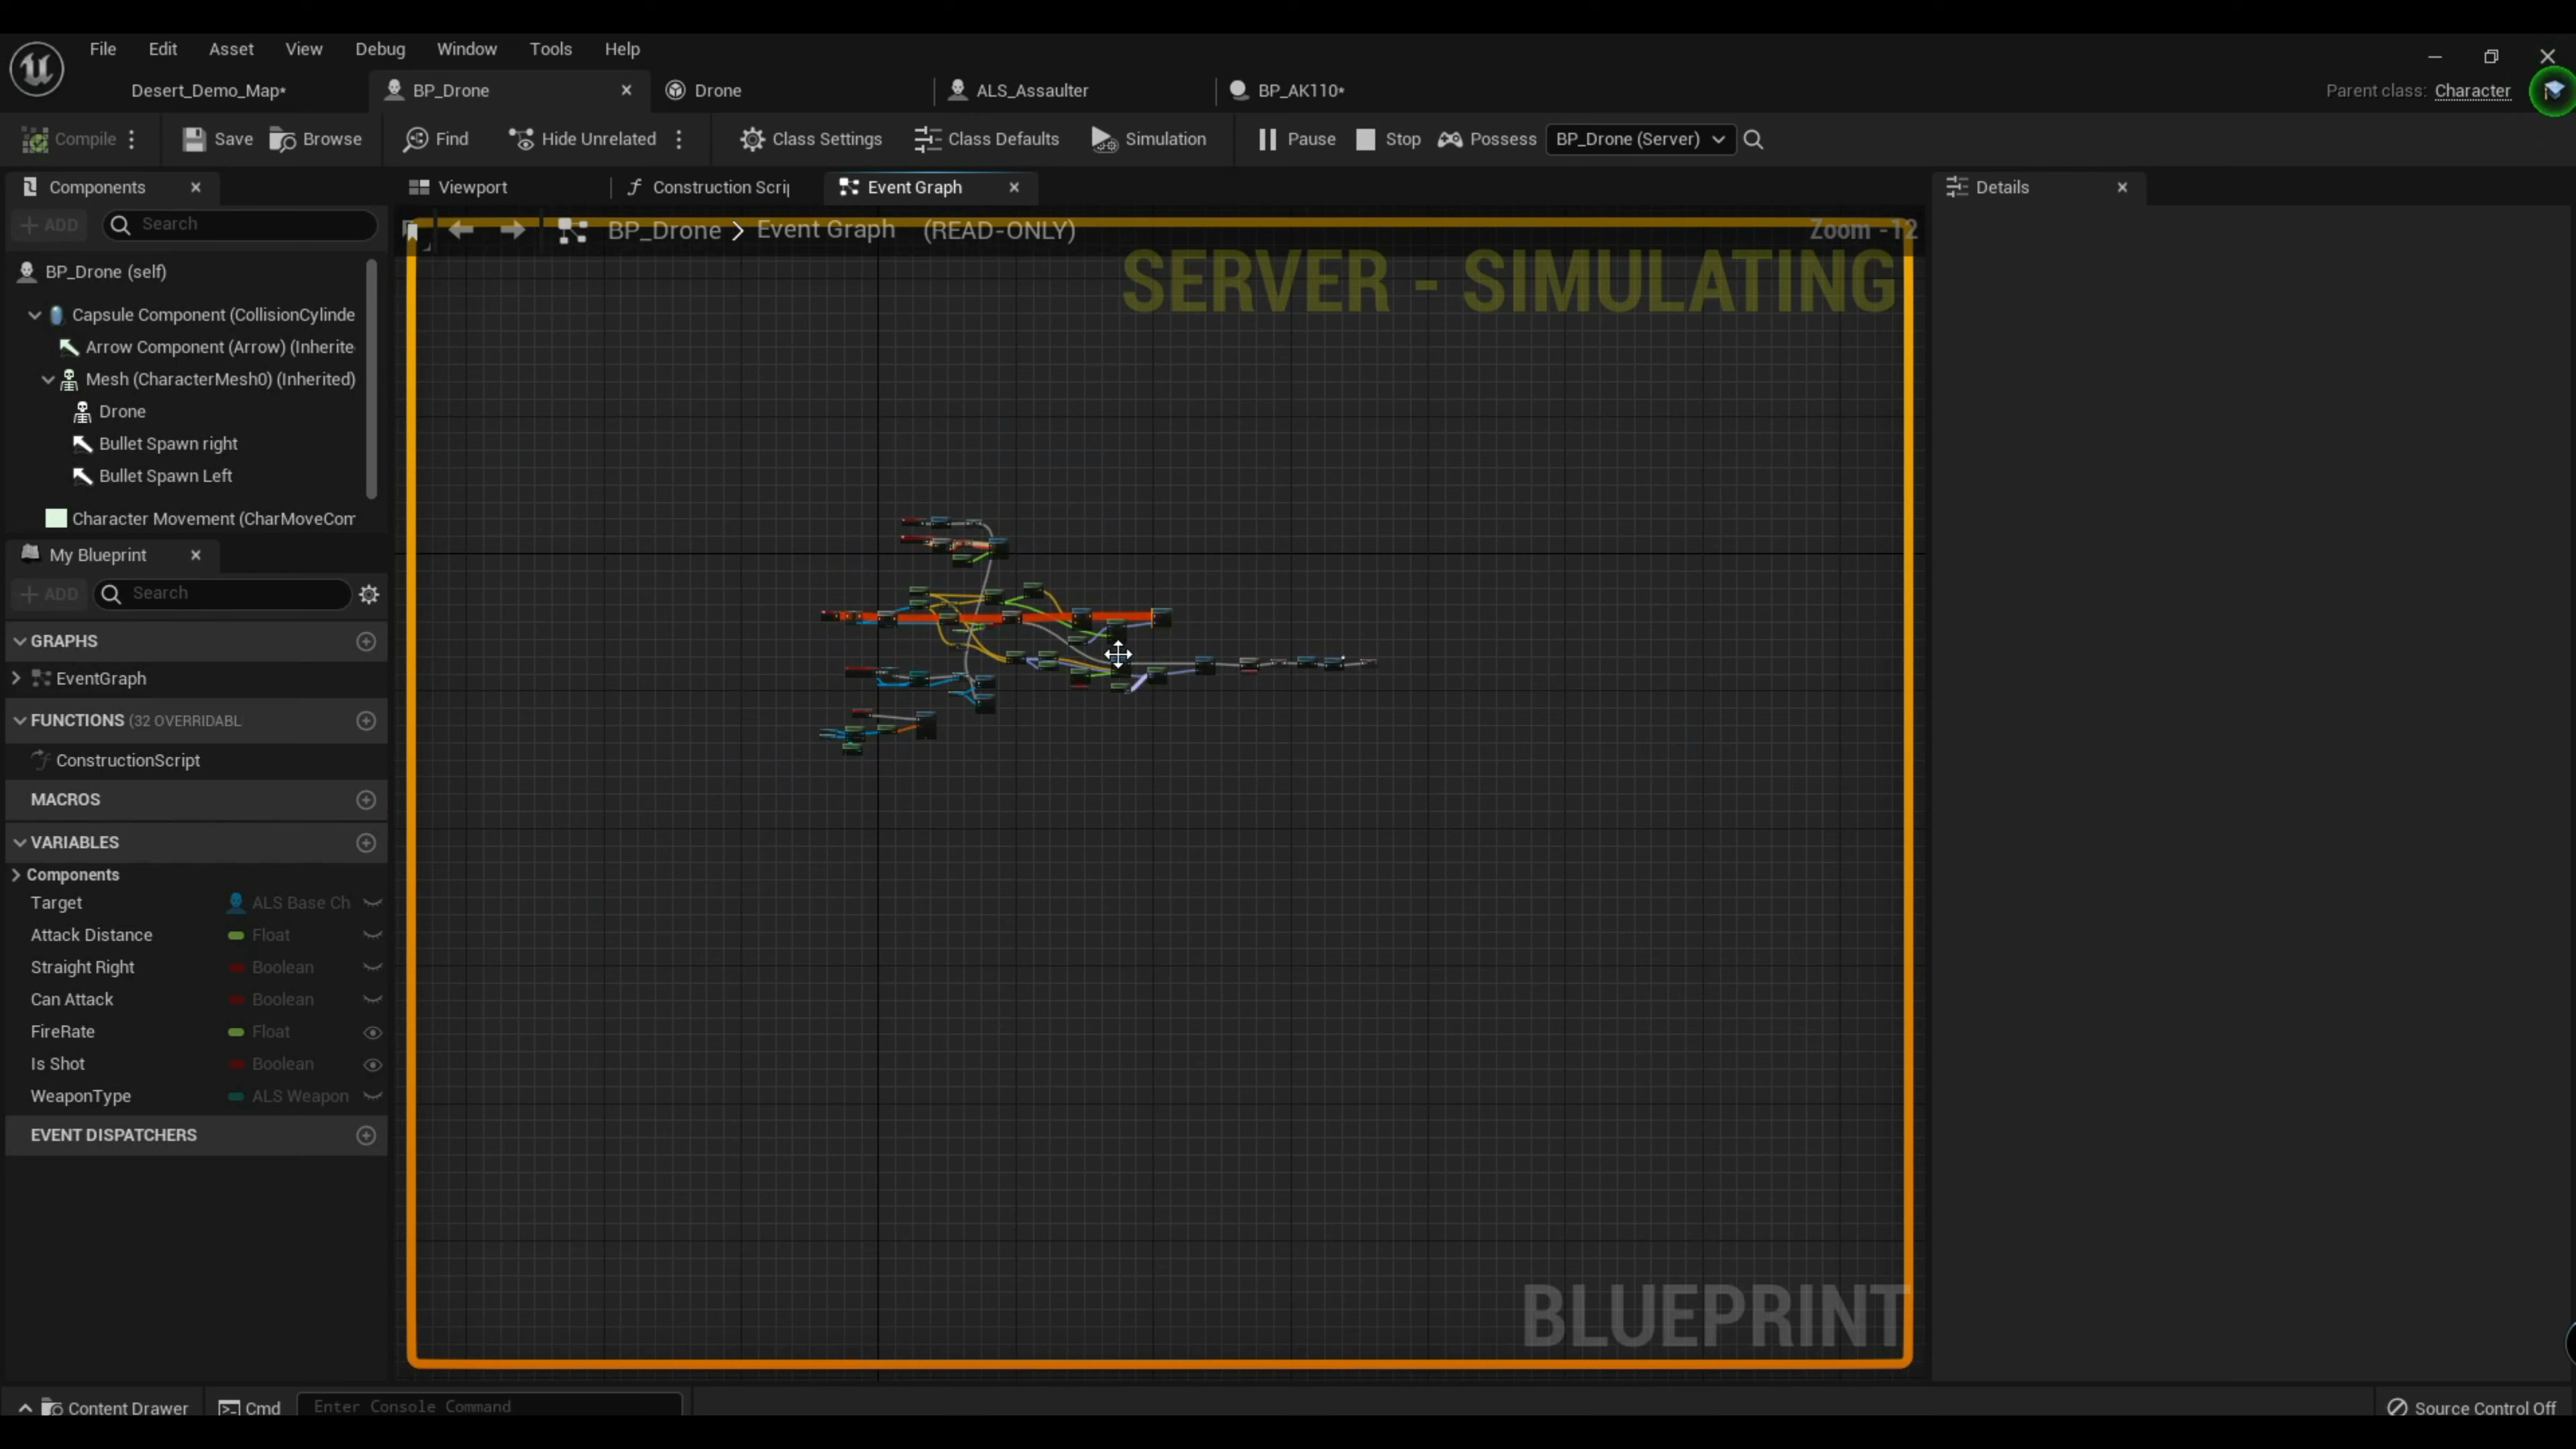 File Edit Asset View Debug Window Tools Help
Desert_Demo_Map* BP_Drone Drone ALS_Assaulter BP_AK110* Parent class: Character
Compile Save Browse Find Hide Unrelated Class Settings Class Defaults Simulation Pause Stop Possess BP_Drone (Server)
Components Viewport Construction Scrip Event Graph Details
ADD Search
BP_Drone > Event Graph (READ-ONLY) Zoom -12
SERVER - SIMULATING
BP_Drone (self)
Capsule Component (CollisionCylinde
Arrow Component (Arrow) (Inherite
Mesh (CharacterMesh0) (Inherited)
Drone
Bullet Spawn right
Bullet Spawn Left
Character Movement (CharMoveCom
My Blueprint
ADD Search
GRAPHS
EventGraph
FUNCTIONS (32 OVERRIDABL
ConstructionScript
MACROS
VARIABLES
Components
Target ALS Base Ch
Attack Distance Float
Straight Right Boolean
Can Attack Boolean
FireRate Float
Is Shot Boolean
WeaponType ALS Weapon
EVENT DISPATCHERS
BLUEPRINT
Content Drawer Cmd Enter Console Command Source Control Off